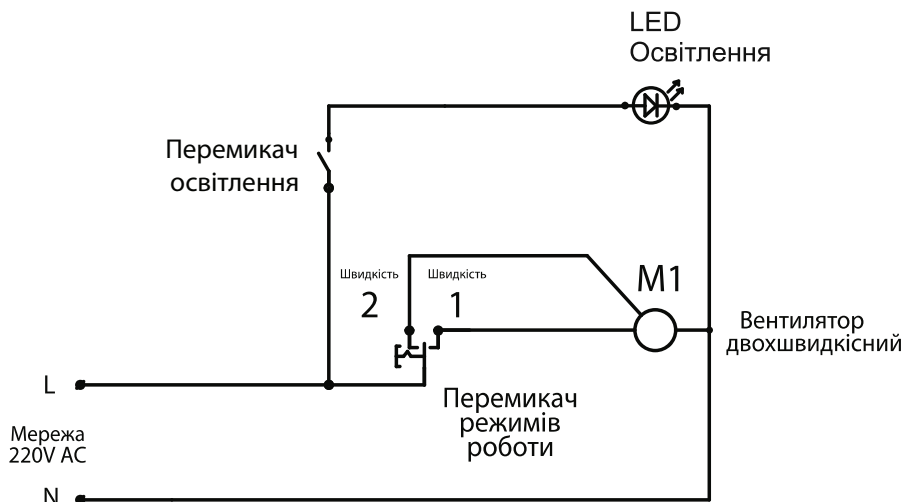 LED
Освітлення
Перемикач
освітлення
Швидкість
2
Швидкість
1
M1
Вентилятор
двохшвидкісний
L
Перемикач
режимів
роботи
Мережа
220V AC
N